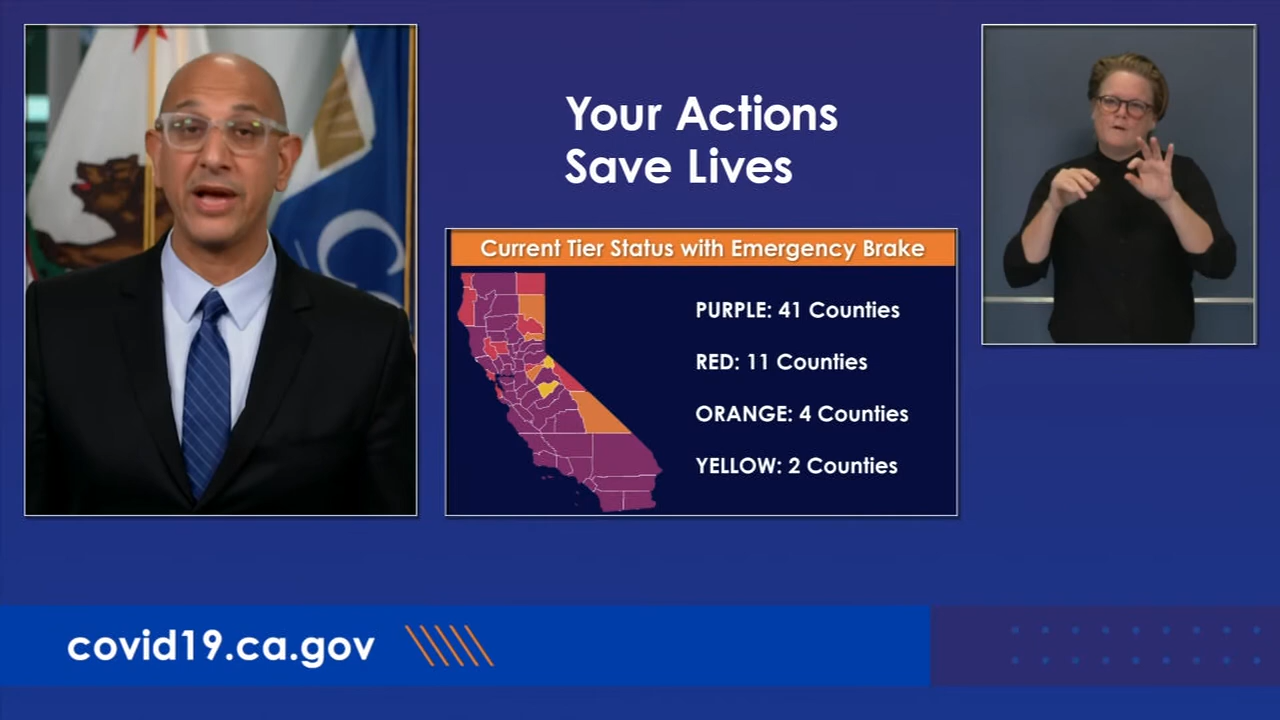 Your Actions
Save Lives
Current Tier Status with Emergency Brake
PURPLE: 41 Counties
RED: 11 Counties
ORANGE: 4 Counties
YELLOW: 2 Counties
covid19.ca.gov